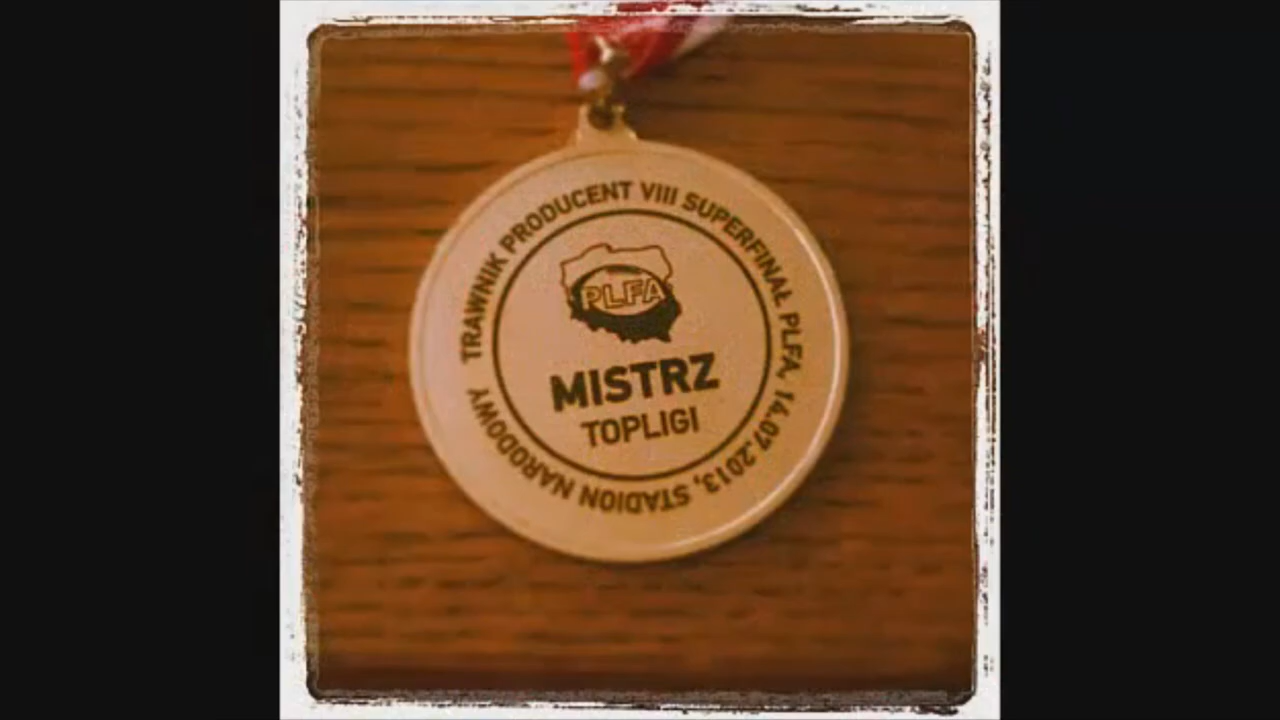 TRAWNIK PRODUCENT VIII SUPERFINAŁ PLFA, 14.07.2013, STADION NARODOWY
PLFA
MISTRZ
TOPLIGI